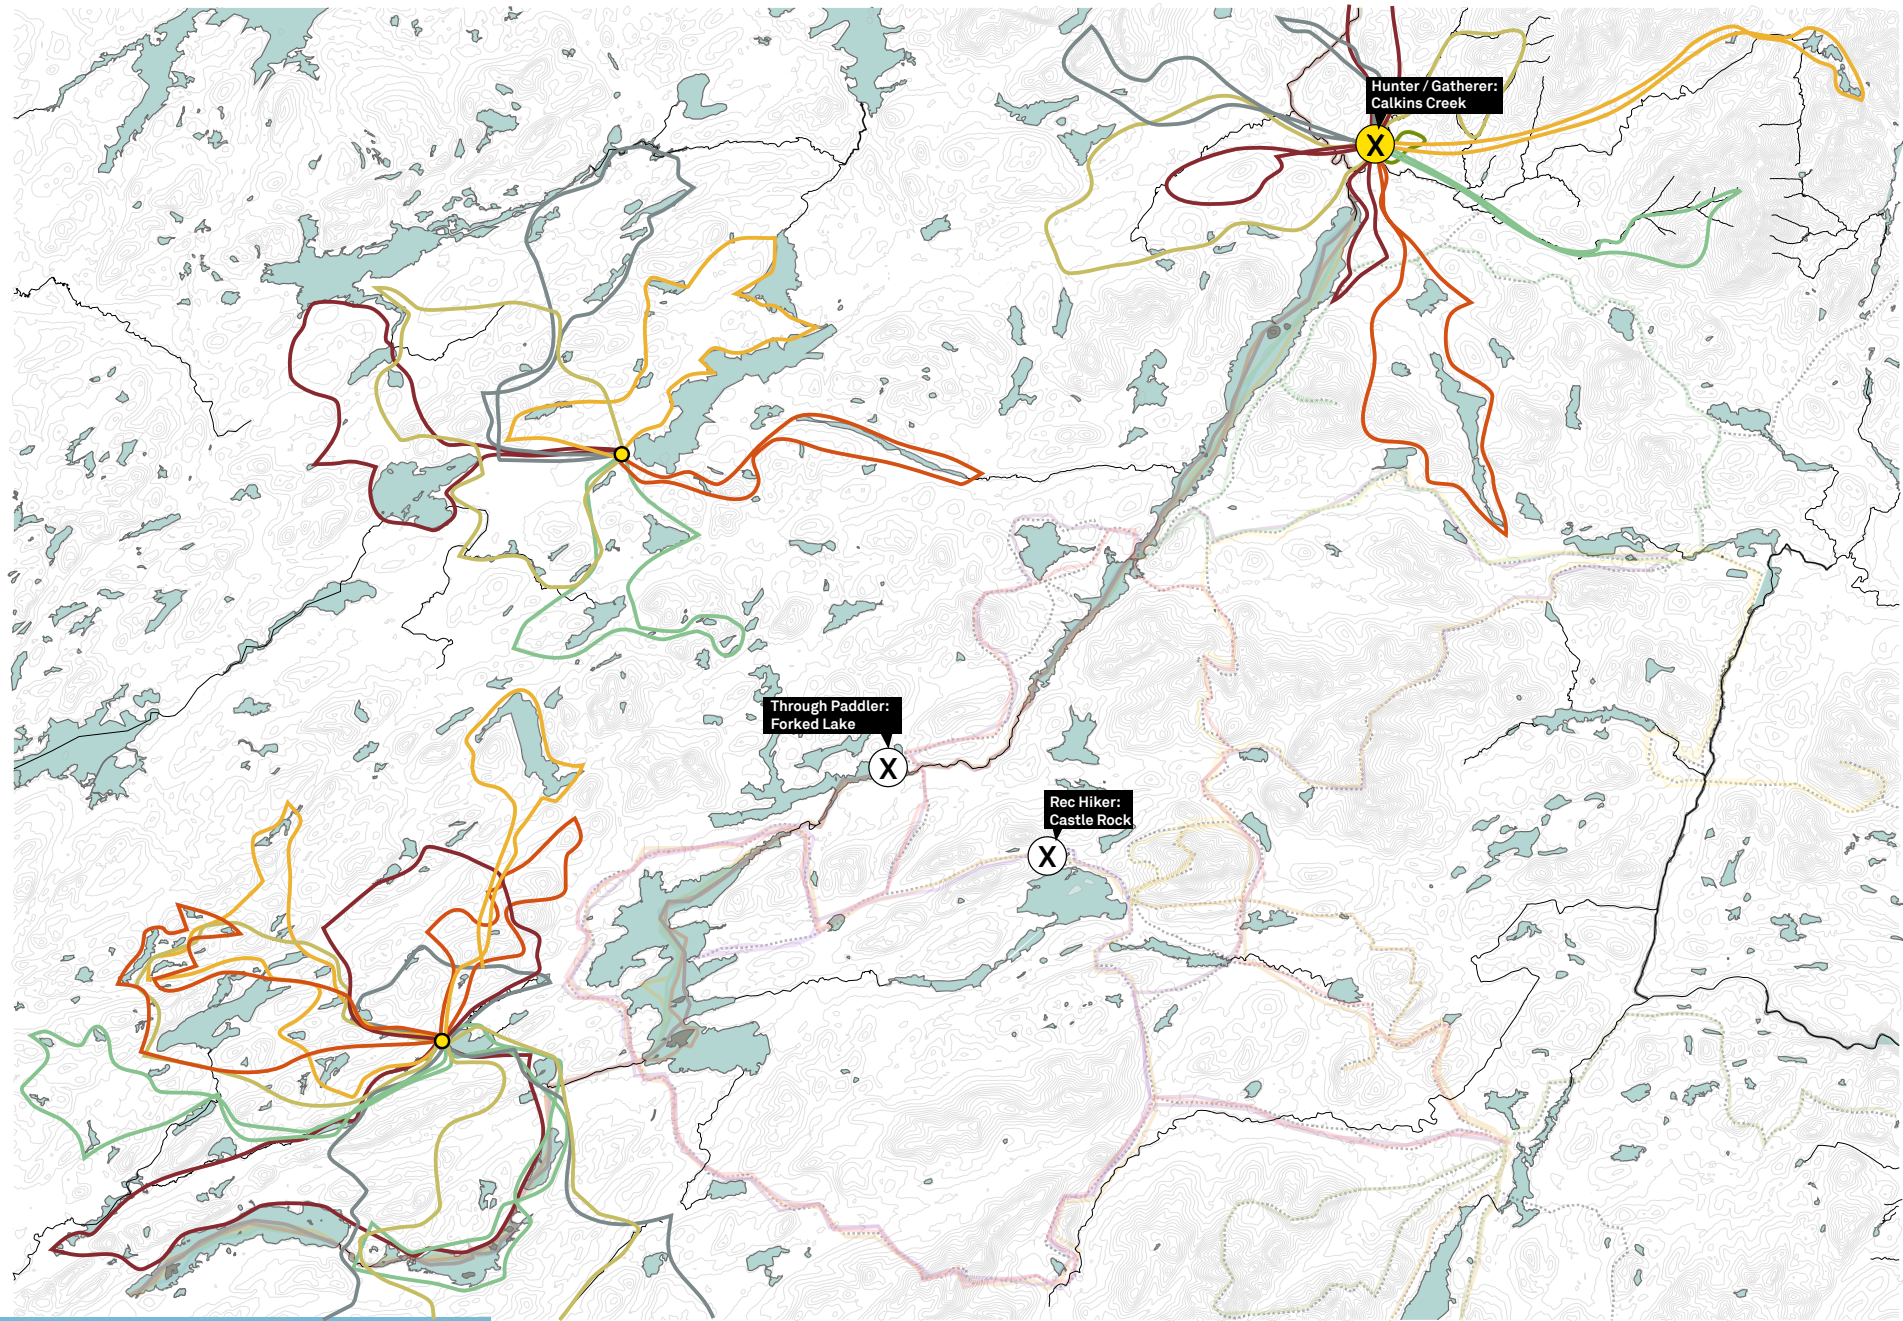 Hunter / Gatherer:
Calkins Creek
X
Through Paddler:
Forked Lake
X
Rec Hiker:
Castle Rock
X